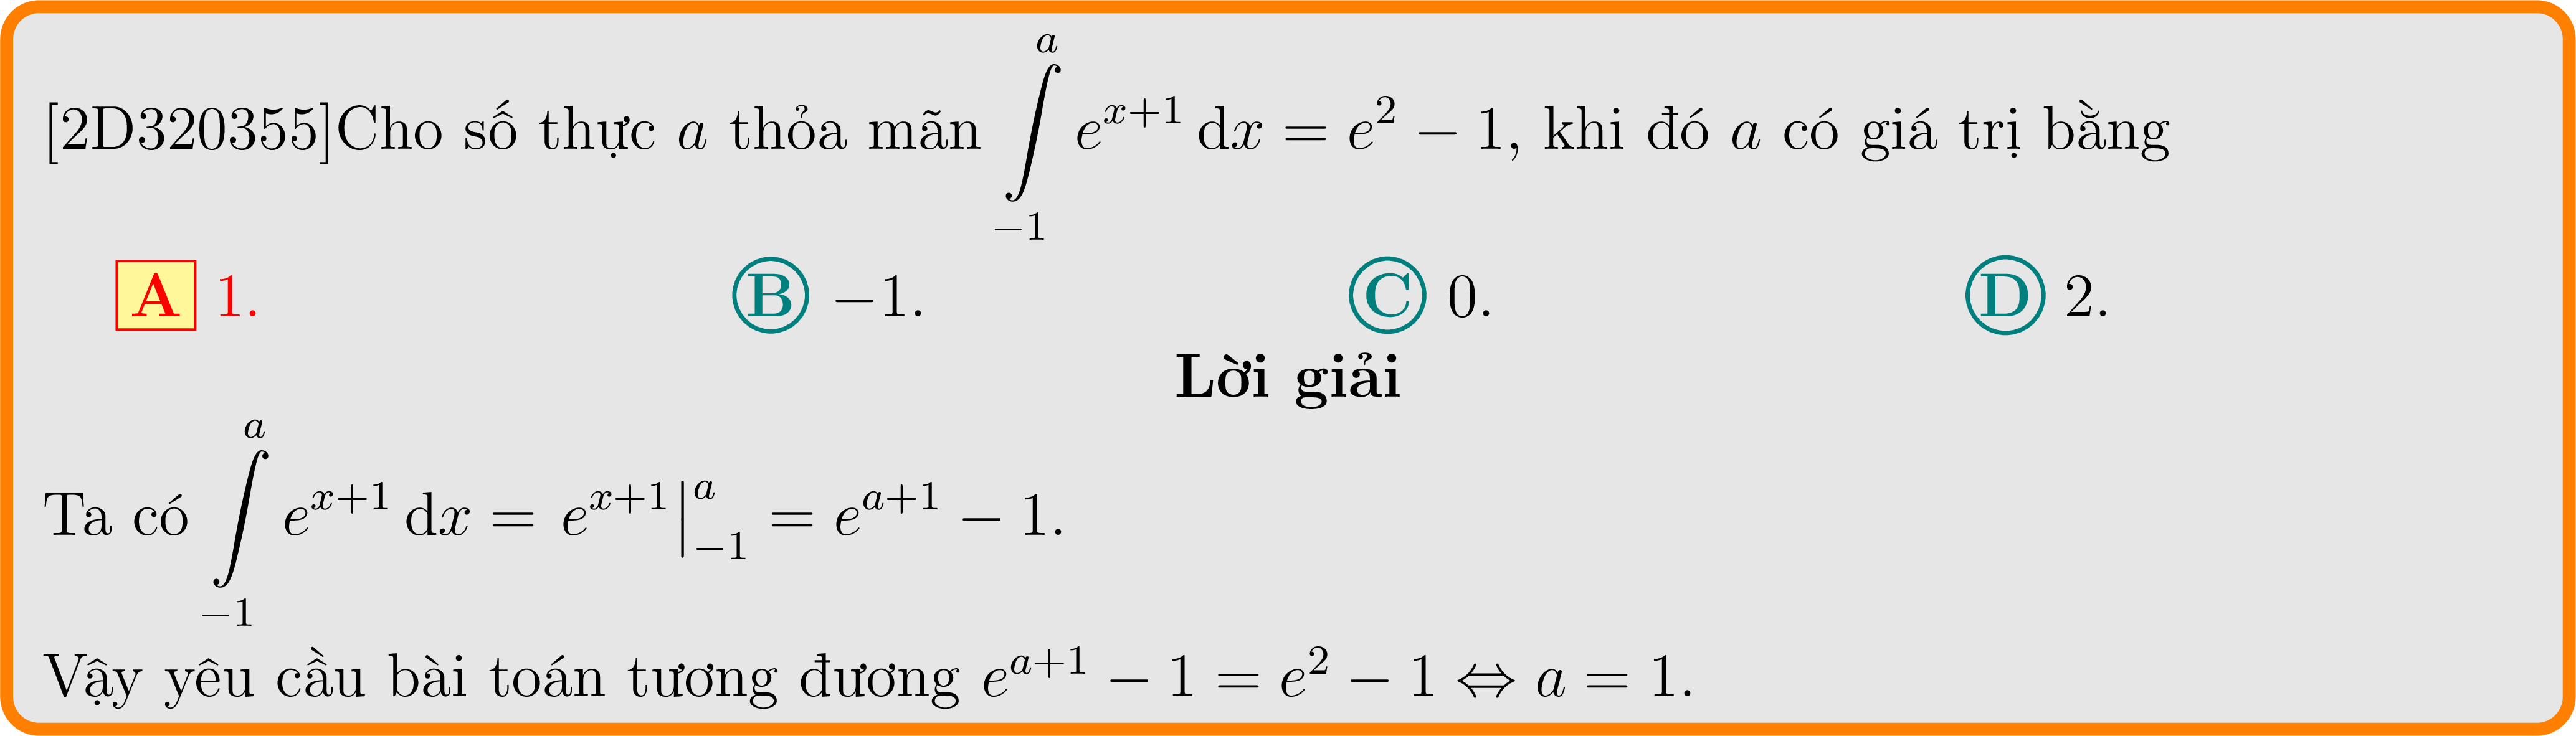 [2D320355]Cho số thực $a$ thỏa mãn $\int\limits_{-1}^{a} e^{x+1} \,\mathrm{d}x = e^2 - 1$, khi đó $a$ có giá trị bằng
A 1. B −1. C 0. D 2.
Lời giải
Ta có $\int\limits_{-1}^{a} e^{x+1} \,\mathrm{d}x = e^{x+1}\big|_{-1}^{a} = e^{a+1} - 1$.
Vậy yêu cầu bài toán tương đương $e^{a+1} - 1 = e^2 - 1 \Leftrightarrow a = 1$.